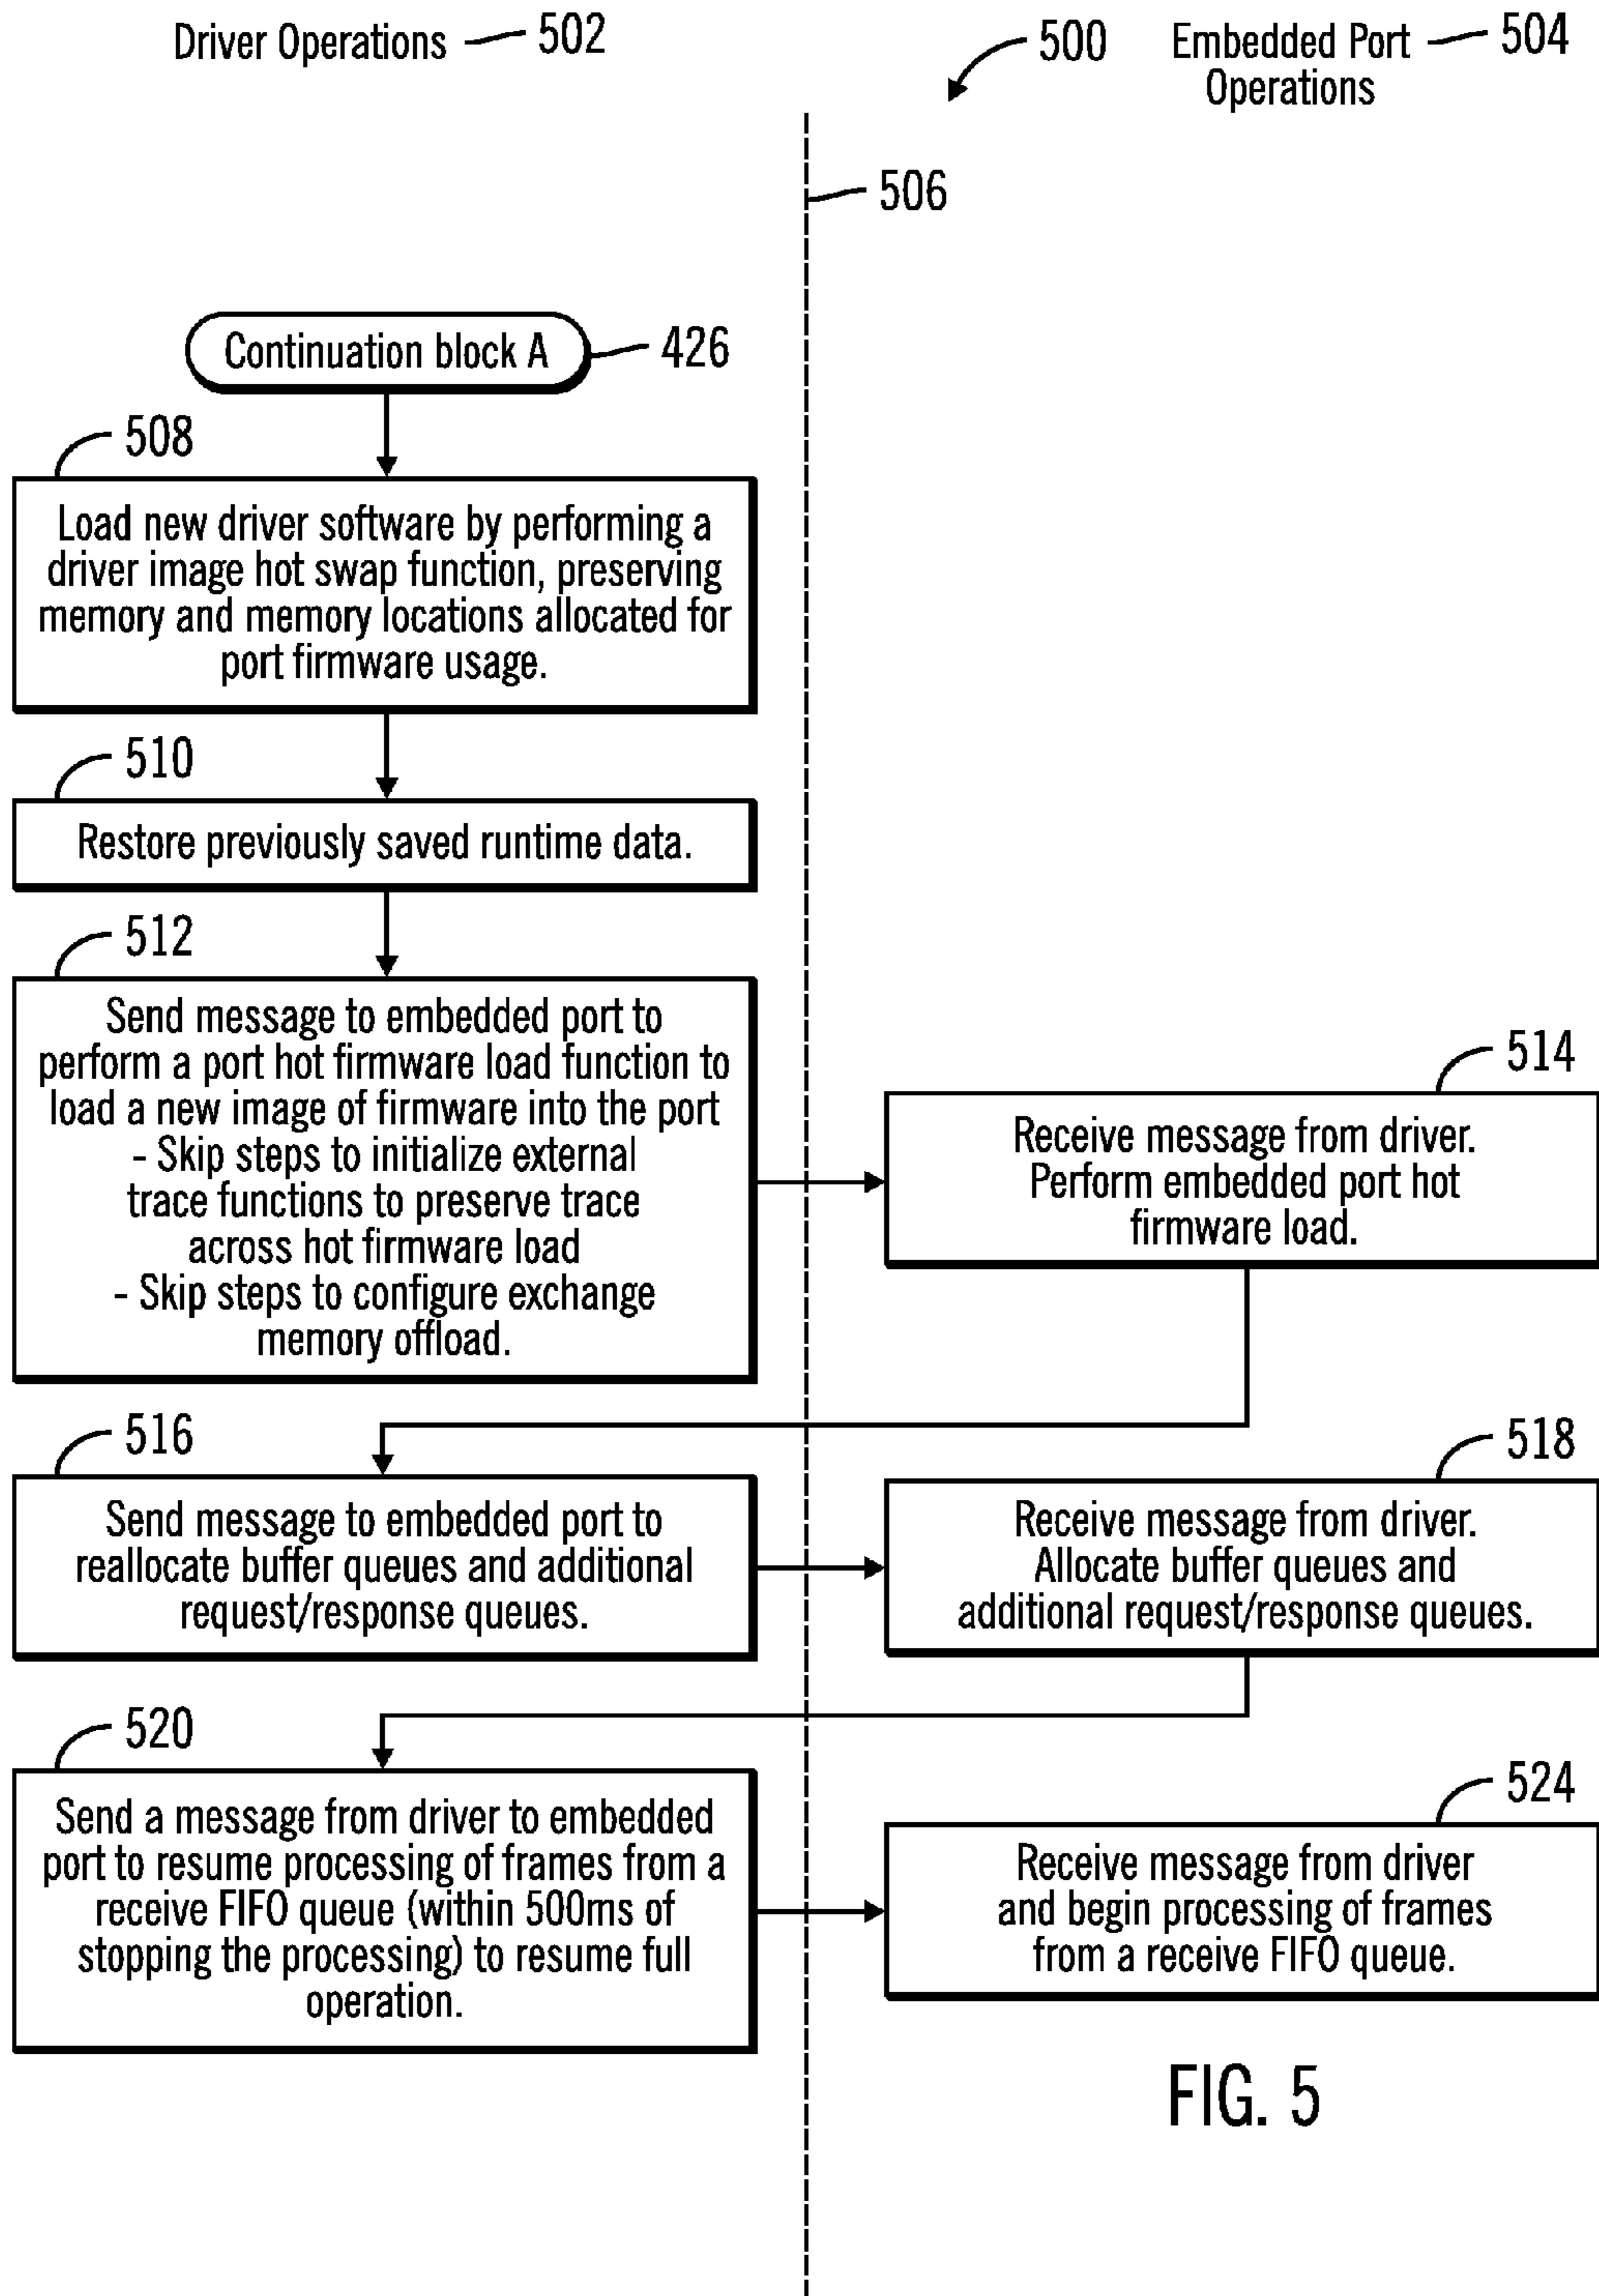 Driver Operations 502
500
Embedded Port 504
Operations
506
Continuation block A 426
508
Load new driver software by performing a
driver image hot swap function, preserving
memory and memory locations allocated for
port firmware usage.
510
Restore previously saved runtime data.
512
Send message to embedded port to
perform a port hot firmware load function to
load a new image of firmware into the port
- Skip steps to initialize external
trace functions to preserve trace
across hot firmware load
- Skip steps to configure exchange
memory offload.
514
Receive message from driver.
Perform embedded port hot
firmware load.
516
Send message to embedded port to
reallocate buffer queues and additional
request/response queues.
518
Receive message from driver.
Allocate buffer queues and
additional request/response queues.
520
Send a message from driver to embedded
port to resume processing of frames from a
receive FIFO queue (within 500ms of
stopping the processing) to resume full
operation.
524
Receive message from driver
and begin processing of frames
from a receive FIFO queue.
FIG. 5